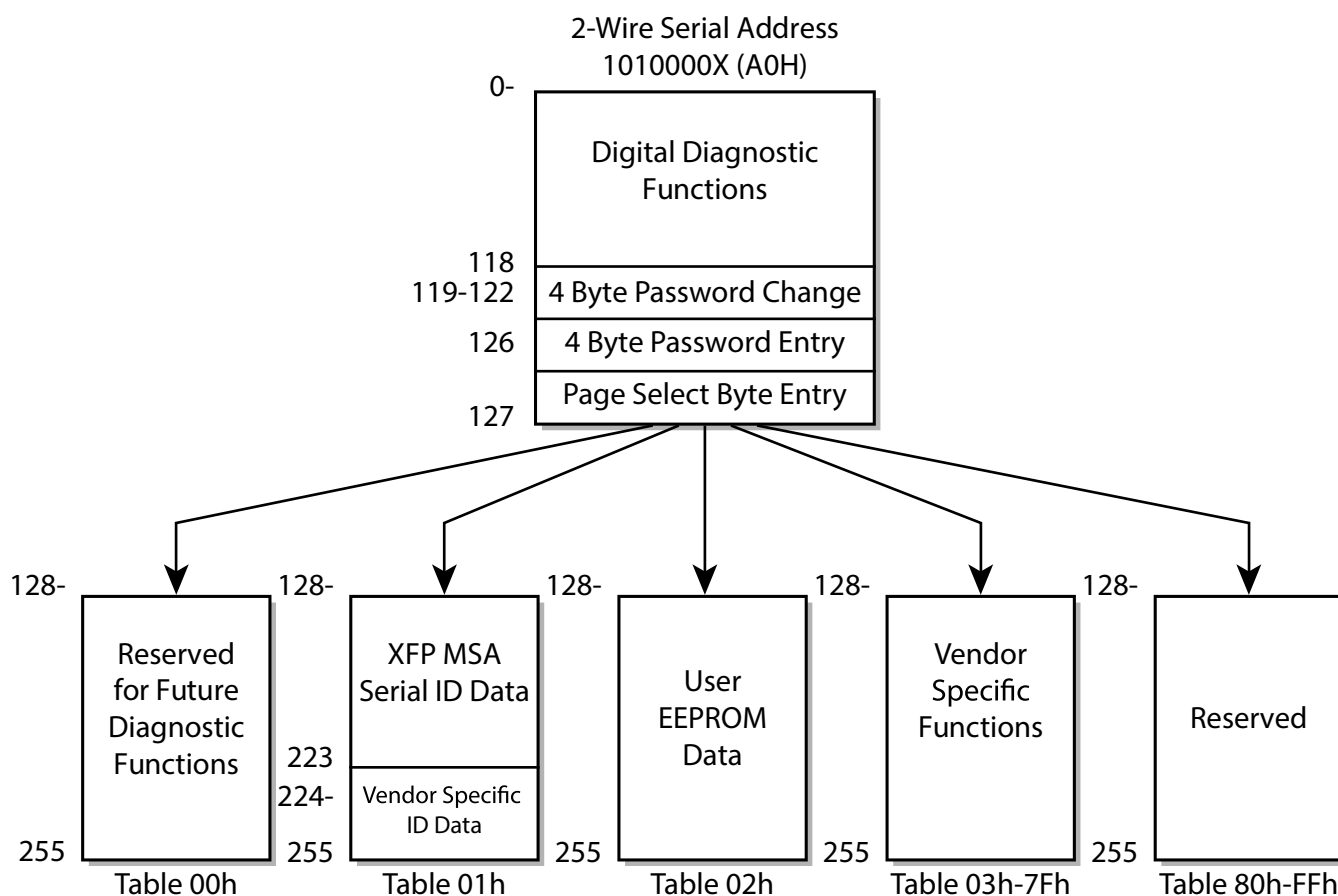 2-Wire Serial Address
1010000X (A0H)
0-
Digital Diagnostic
Functions
118
119-122
4 Byte Password Change
126
4 Byte Password Entry
Page Select Byte Entry
127
128-
Reserved
for Future
Diagnostic
Functions
255
Table 00h
128-
XFP MSA
Serial ID Data
223
224-
Vendor Specific
ID Data
255
Table 01h
128-
User
EEPROM
Data
255
Table 02h
128-
Vendor
Specific
Functions
255
Table 03h-7Fh
128-
Reserved
255
Table 80h-FFh